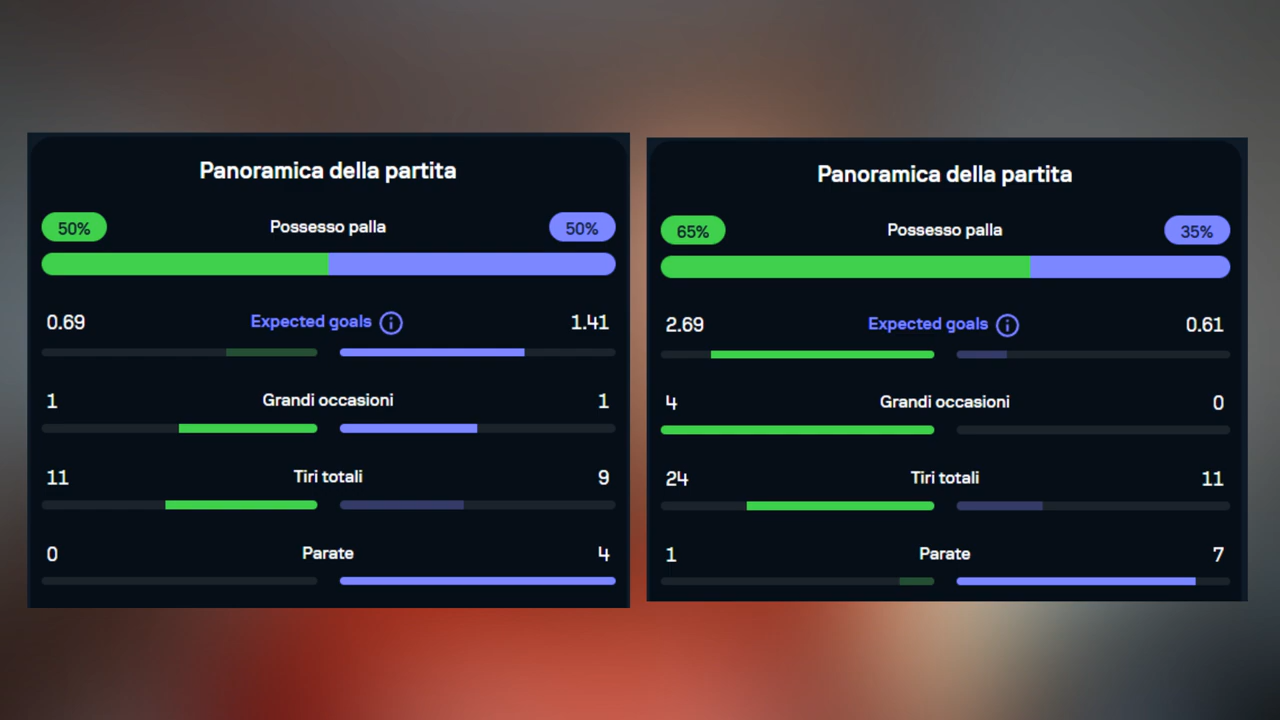 Panoramica della partita
50% Possesso palla 50%
0.69 Expected goals i 1.41
1 Grandi occasioni 1
11 Tiri totali 9
0 Parate 4
Panoramica della partita
65% Possesso palla 35%
2.69 Expected goals i 0.61
4 Grandi occasioni 0
24 Tiri totali 11
1 Parate 7